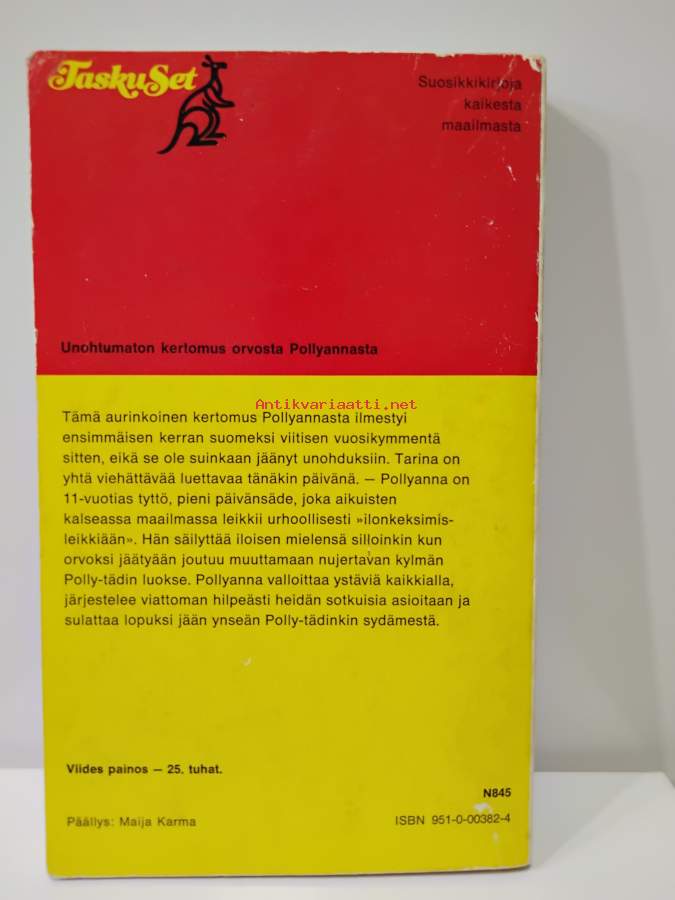 TaskuSet
Suosikkikirjoja
kaikesta
maailmasta
Unohtumaton kertomus orvosta Pollyannasta
Antikvariaatti.net
Tämä aurinkoinen kertomus Pollyannasta ilmestyi
ensimmäisen kerran suomeksi viitisen vuosikymmentä
sitten, eikä se ole suinkaan jäänyt unohduksiin. Tarina on
yhtä viehättävää luettavaa tänäkin päivänä. — Pollyanna on
11-vuotias tyttö, pieni päivänsäde, joka aikuisten
kalseassa maailmassa leikkii urhoollisesti »ilonkeksimis-
leikkiään». Hän säilyttää iloisen mielensä silloinkin kun
orvoksi jäätyään joutuu muuttamaan nujertavan kylmän
Polly-tädin luokse. Pollyanna valloittaa ystäviä kaikkialla,
järjestelee viattoman hilpeästi heidän sotkuisia asioitaan ja
sulattaa lopuksi jään ynseän Polly-tädinkin sydämestä.
Viides painos — 25. tuhat.
N845
Päällys: Maija Karma
ISBN 951-0-00382-4